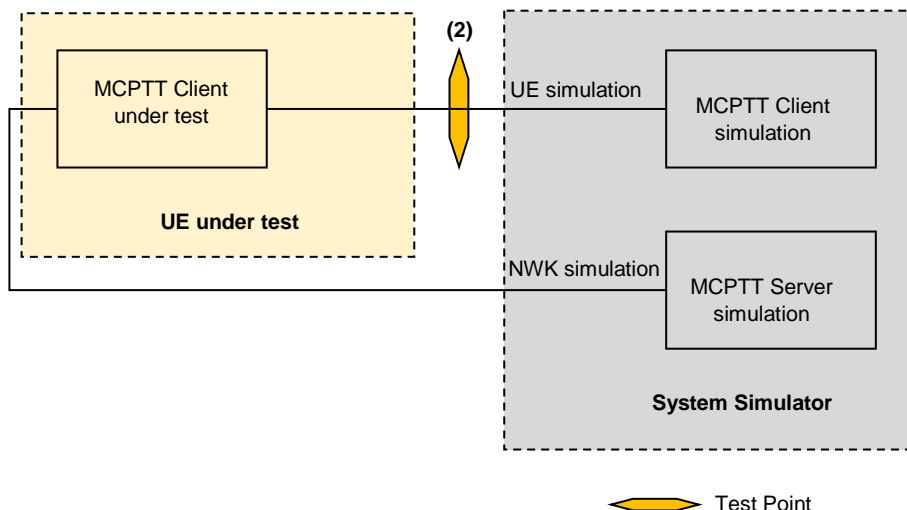 (2)
MCPTT Client
under test
UE simulation
MCPTT Client
simulation
UE under test
NWK simulation
MCPTT Server
simulation
System Simulator
Test Point